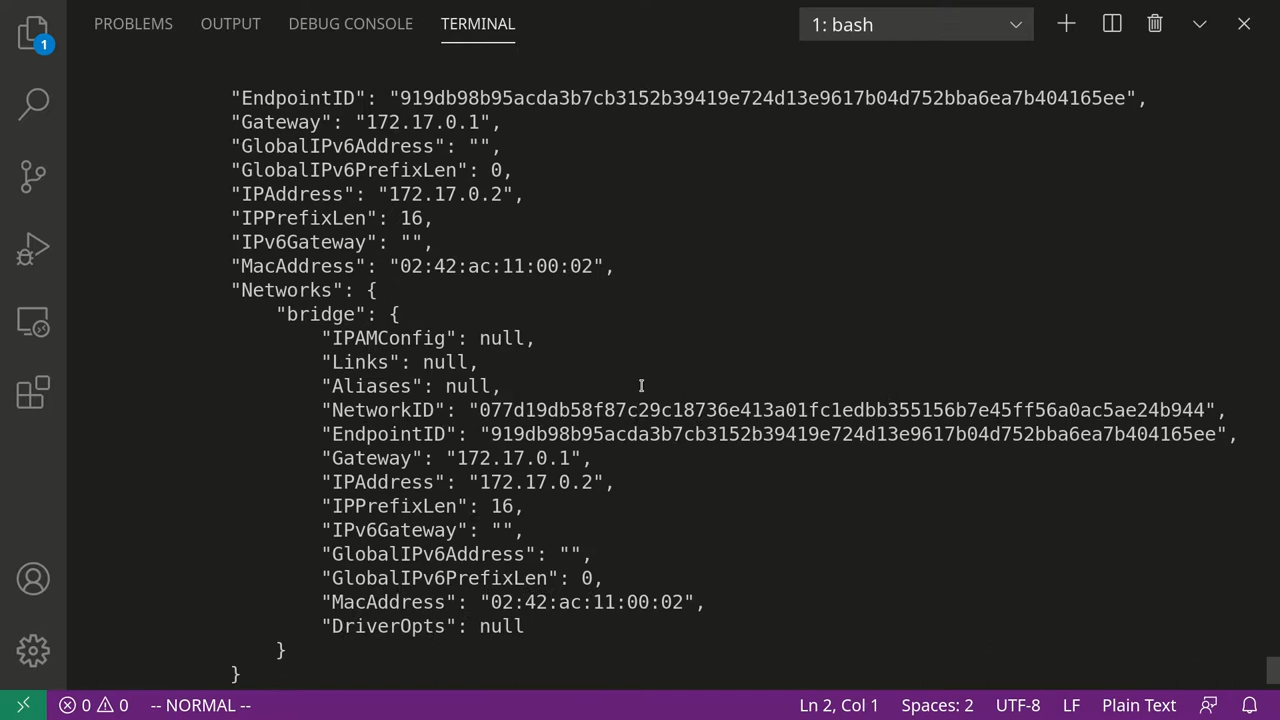 PROBLEMS OUTPUT DEBUG CONSOLE TERMINAL 1: bash
"EndpointID": "919db98b95acda3b7cb3152b39419e724d13e9617b04d752bba6ea7b404165ee",
"Gateway": "172.17.0.1",
"GlobalIPv6Address": "",
"GlobalIPv6PrefixLen": 0,
"IPAddress": "172.17.0.2",
"IPPrefixLen": 16,
"IPv6Gateway": "",
"MacAddress": "02:42:ac:11:00:02",
"Networks": {
"bridge": {
"IPAMConfig": null,
"Links": null,
"Aliases": null,
"NetworkID": "077d19db58f87c29c18736e413a01fc1edbb355156b7e45ff56a0ac5ae24b944",
"EndpointID": "919db98b95acda3b7cb3152b39419e724d13e9617b04d752bba6ea7b404165ee",
"Gateway": "172.17.0.1",
"IPAddress": "172.17.0.2",
"IPPrefixLen": 16,
"IPv6Gateway": "",
"GlobalIPv6Address": "",
"GlobalIPv6PrefixLen": 0,
"MacAddress": "02:42:ac:11:00:02",
"DriverOpts": null
}
}
1
0 0 -- NORMAL -- Ln 2, Col 1 Spaces: 2 UTF-8 LF Plain Text